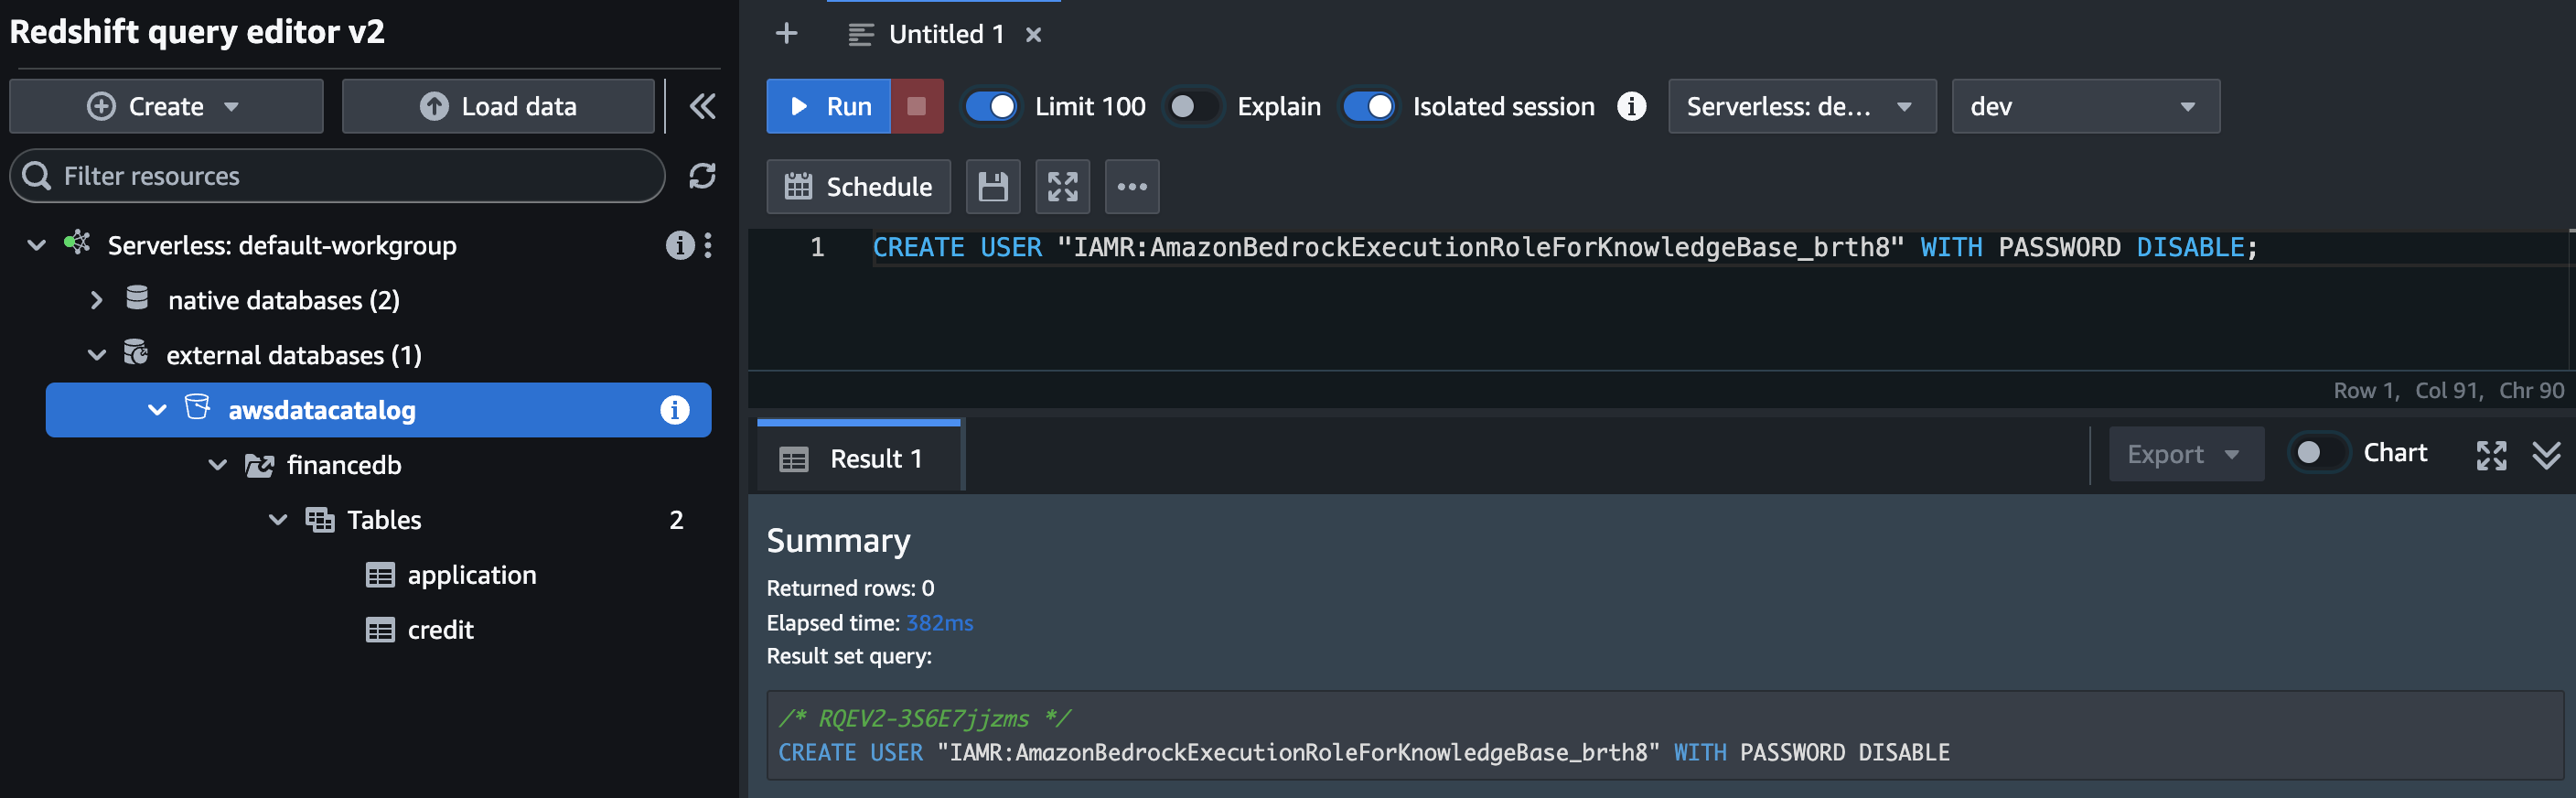 Redshift query editor v2
Create
Load data
Filter resources
Serverless: default-workgroup
native databases (2)
external databases (1)
awsdatacatalog
financedb
Tables 2
application
credit
Untitled 1
Run
Limit 100
Explain
Isolated session
Serverless: de...
dev
Schedule
1 CREATE USER "IAMR:AmazonBedrockExecutionRoleForKnowledgeBase_brth8" WITH PASSWORD DISABLE;
Row 1, Col 91, Chr 90
Result 1
Export
Chart
Summary
Returned rows: 0
Elapsed time: 382ms
Result set query:
/* RQEV2-3S6E7jjzms */
CREATE USER "IAMR:AmazonBedrockExecutionRoleForKnowledgeBase_brth8" WITH PASSWORD DISABLE